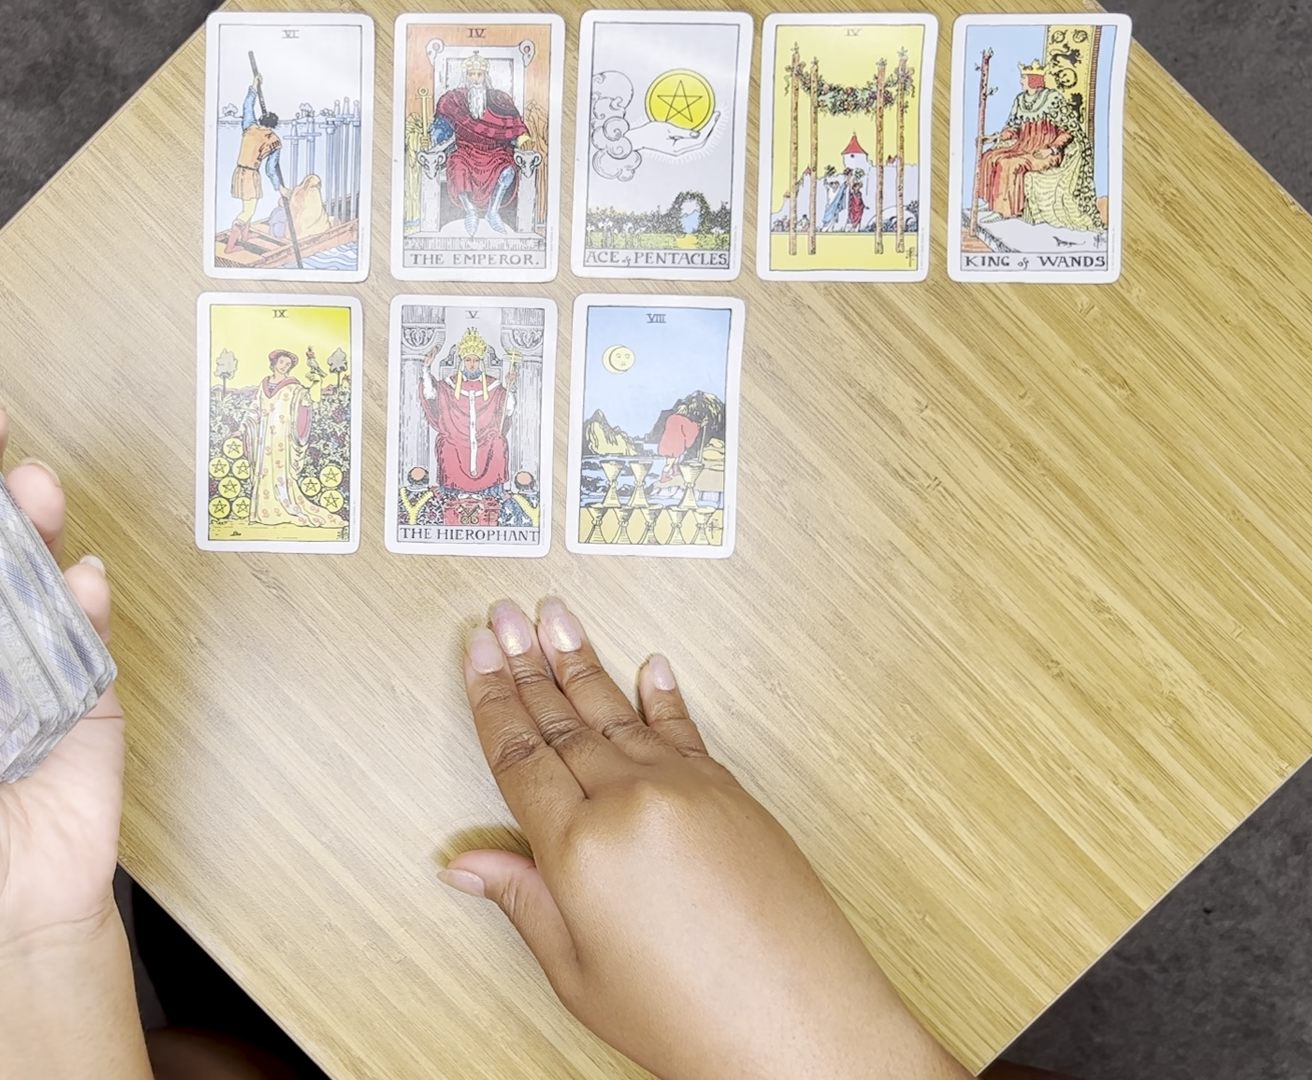 VI
IV
THE EMPEROR.
ACE of PENTACLES
IV
KING of WANDS
IX
V
THE HIEROPHANT
VIII